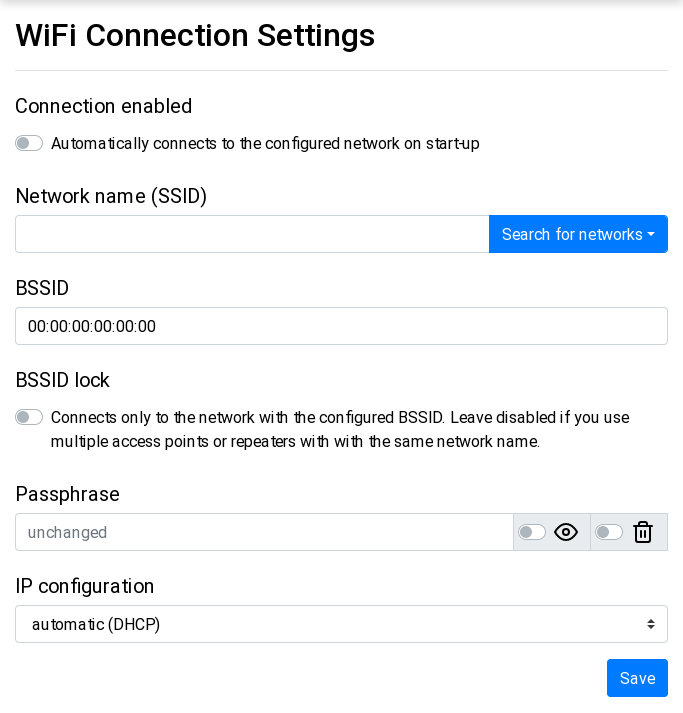 WiFi Connection Settings
Connection enabled
Automatically connects to the configured network on start-up
Network name (SSID)
Search for networks
BSSID
00:00:00:00:00:00
BSSID lock
Connects only to the network with the configured BSSID. Leave disabled if you use
multiple access points or repeaters with with the same network name.
Passphrase
unchanged
IP configuration
automatic (DHCP)
Save